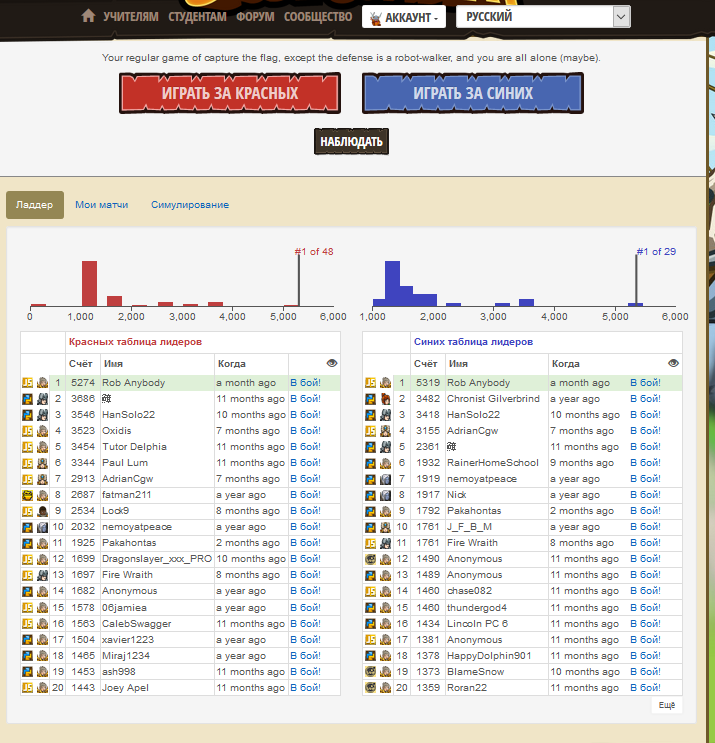 УЧИТЕЛЯМ СТУДЕНТАМ ФОРУМ СООБЩЕСТВО АККАУНТ - РУССКИЙ
Your regular game of capture the flag, except the defense is a robot-walker, and you are all alone (maybe).
ИГРАТЬ ЗА КРАСНЫХ ИГРАТЬ ЗА СИНИХ
НАБЛЮДАТЬ
Ладдер Мои матчи Симулирование
#1 of 48
0 1,000 2,000 3,000 4,000 5,000 6,000
#1 of 29
1,000 2,000 3,000 4,000 5,000 6,000
Красных таблица лидеров
Счёт Имя Когда
1 5274 Rob Anybody a month ago В бой!
2 3686 11 months ago В бой!
3 3546 HanSolo22 10 months ago В бой!
4 3523 Oxidis 7 months ago В бой!
5 3454 Tutor Delphia 11 months ago В бой!
6 3344 Paul Lum 11 months ago В бой!
7 2913 AdrianCgw 7 months ago В бой!
8 2687 fatman211 a year ago В бой!
9 2534 Lock9 8 months ago В бой!
10 2032 nemoyatpeace a year ago В бой!
11 1925 Pakahontas 2 months ago В бой!
12 1699 Dragonslayer_xxx_PRO 10 months ago В бой!
13 1697 Fire Wraith 8 months ago В бой!
14 1682 Anonymous a year ago В бой!
15 1578 06jamiea a year ago В бой!
16 1563 CalebSwagger 11 months ago В бой!
17 1504 xavier1223 a year ago В бой!
18 1465 Miraj1234 a year ago В бой!
19 1453 ash998 11 months ago В бой!
20 1443 Joey Apel 11 months ago В бой!
Синих таблица лидеров
Счёт Имя Когда
1 5319 Rob Anybody a month ago В бой!
2 3482 Chronist Gilverbrind a year ago В бой!
3 3418 HanSolo22 10 months ago В бой!
4 3155 AdrianCgw 7 months ago В бой!
5 2361 11 months ago В бой!
6 1932 RainerHomeSchool 9 months ago В бой!
7 1919 nemoyatpeace a year ago В бой!
8 1917 Nick a year ago В бой!
9 1792 Pakahontas 2 months ago В бой!
10 1761 J_F_B_M a year ago В бой!
11 1761 Fire Wraith 8 months ago В бой!
12 1490 Anonymous 11 months ago В бой!
13 1489 Anonymous 11 months ago В бой!
14 1460 chase082 11 months ago В бой!
15 1460 thundergod4 11 months ago В бой!
16 1434 Lincoln PC 6 11 months ago В бой!
17 1381 Anonymous 11 months ago В бой!
18 1378 HappyDolphin901 11 months ago В бой!
19 1373 BlameSnow 10 months ago В бой!
20 1359 Roran22 11 months ago В бой!
Ещё